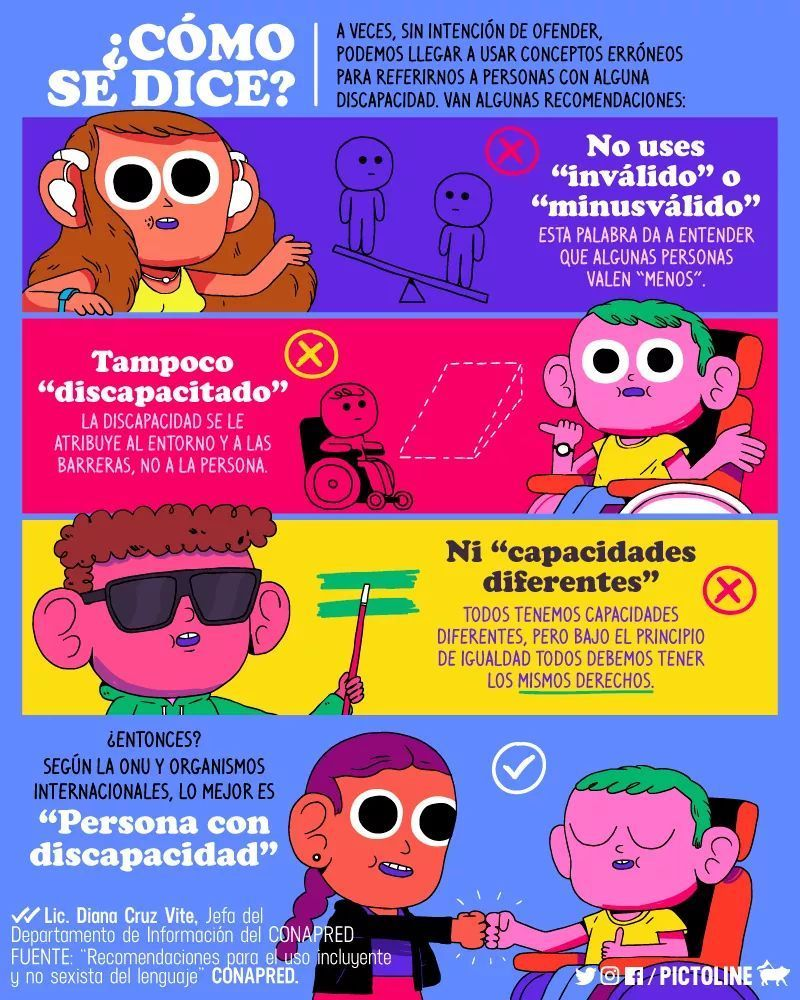 ¿CÓMO
SE DICE?
A VECES, SIN INTENCIÓN DE OFENDER,
PODEMOS LLEGAR A USAR CONCEPTOS ERRÓNEOS
PARA REFERIRNOS A PERSONAS CON ALGUNA
DISCAPACIDAD. VAN ALGUNAS RECOMENDACIONES:
No uses
“inválido” o
“minusválido”
ESTA PALABRA DA A ENTENDER
QUE ALGUNAS PERSONAS
VALEN “MENOS”.
Tampoco
“discapacitado”
LA DISCAPACIDAD SE LE
ATRIBUYE AL ENTORNO Y A LAS
BARRERAS, NO A LA PERSONA.
Ni “capacidades
diferentes”
TODOS TENEMOS CAPACIDADES
DIFERENTES, PERO BAJO EL PRINCIPIO
DE IGUALDAD TODOS DEBEMOS TENER
LOS MISMOS DERECHOS.
¿ENTONCES?
SEGÚN LA ONU Y ORGANISMOS
INTERNACIONALES, LO MEJOR ES
“Persona con
discapacidad”
Lic. Diana Cruz Vite, Jefa del
Departamento de Información del CONAPRED
FUENTE: “Recomendaciones para el uso incluyente
y no sexista del lenguaje” CONAPRED.
/PICTOLINE